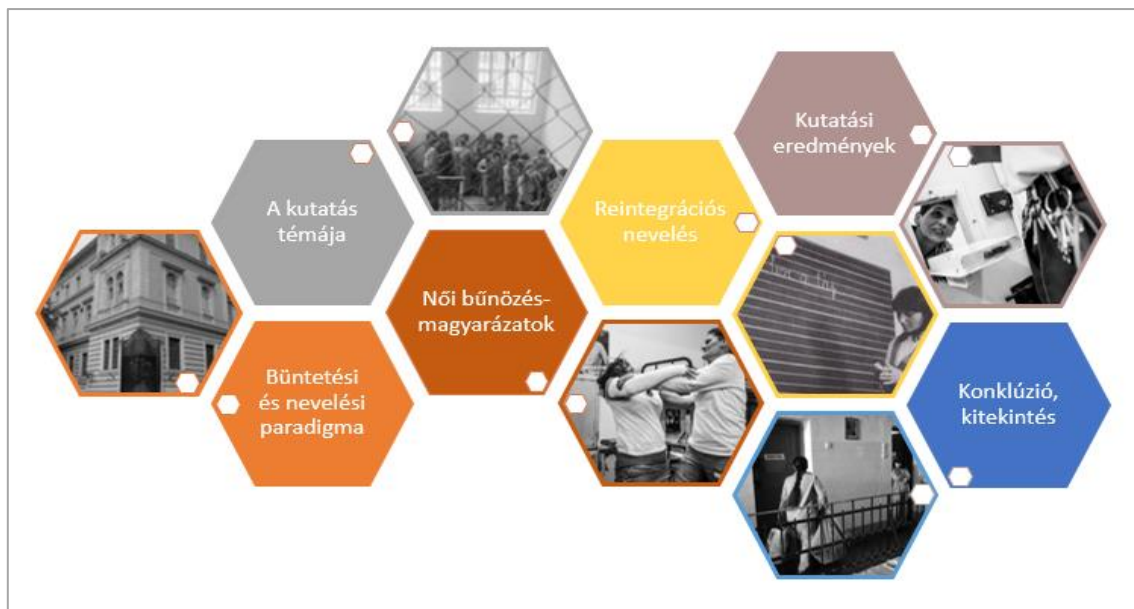 A kutatás
témája
Büntetési
és nevelési
paradigma
Női bűnözés-
magyarázatok
Reintegrációs
nevelés
Kutatási
eredmények
Konklúzió,
kitekintés